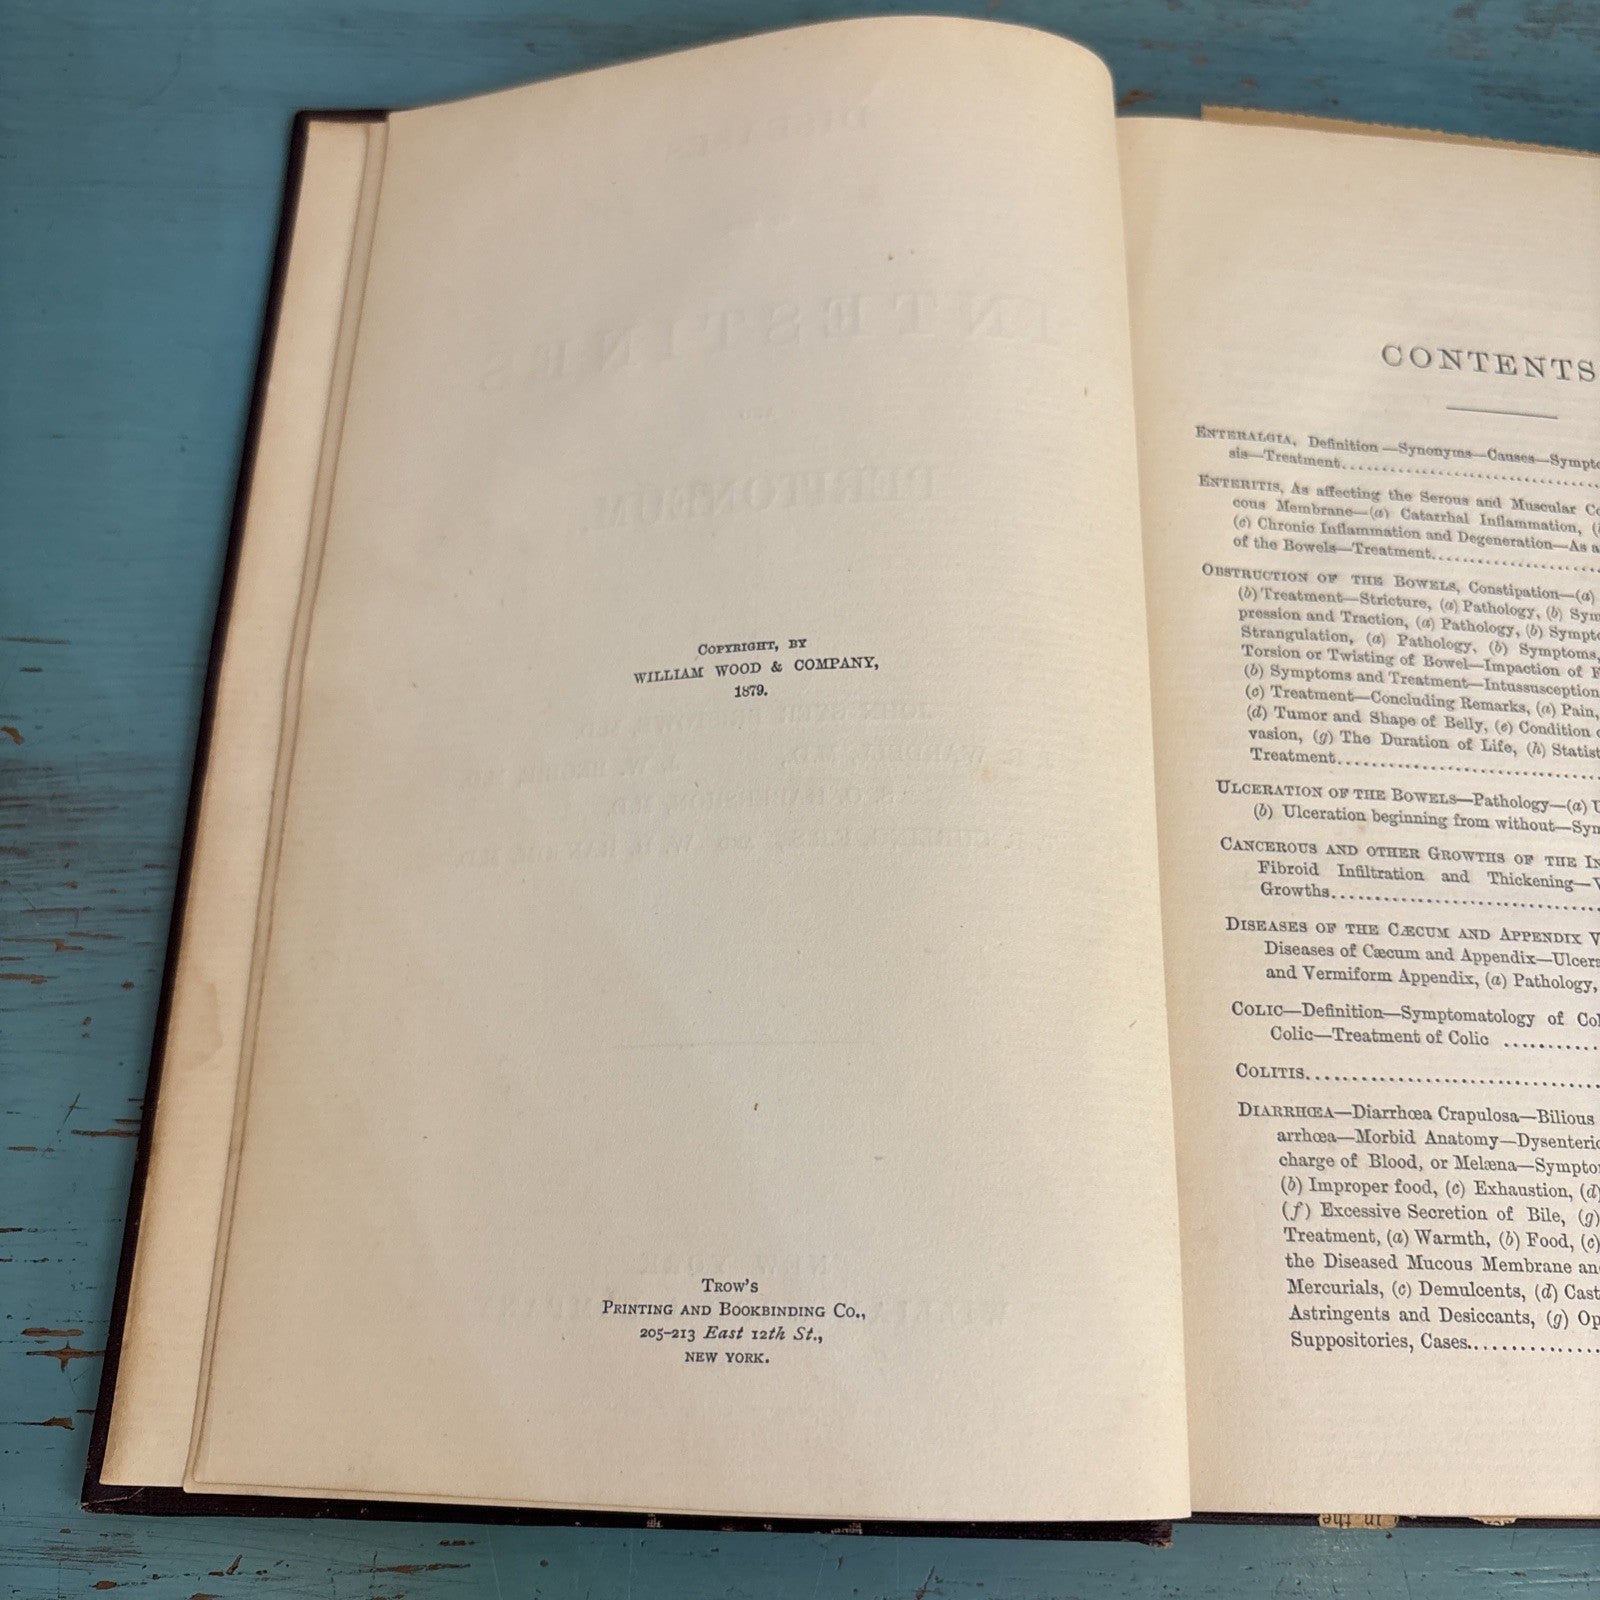 COPYRIGHT, BY
WILLIAM WOOD & COMPANY,
1879.
TROW'S
PRINTING AND BOOKBINDING CO.,
205-213 East 12th St.,
NEW YORK.
CONTENTS
ENTERALGIA, Definition—Synonyms—Causes—Sympto
sis—Treatment
ENTERITIS, As affecting the Serous and Muscular Co
cous Membrane—(a) Catarrhal Inflammation, (
(c) Chronic Inflammation and Degeneration—As a
of the Bowels—Treatment
OBSTRUCTION OF THE BOWELS, Constipation—(a)
(b) Treatment—Stricture, (a) Pathology, (b) Sym
pression and Traction, (a) Pathology, (b) Sympto
Strangulation, (a) Pathology, (b) Symptoms,
Torsion or Twisting of Bowel—Impaction of F
(b) Symptoms and Treatment—Intussusception
(c) Treatment—Concluding Remarks, (a) Pain,
(d) Tumor and Shape of Belly, (e) Condition
vasion, (g) The Duration of Life, (h) Statist
Treatment
ULCERATION OF THE BOWELS—Pathology—(a) U
(b) Ulceration beginning from without—Sym
CANCEROUS AND OTHER GROWTHS OF THE IN
Fibroid Infiltration and Thickening—V
Growths
DISEASES OF THE CÆCUM AND APPENDIX V
Diseases of Cæcum and Appendix—Ulcera
and Vermiform Appendix, (a) Pathology,
COLIC—Definition—Symptomatology of Col
Colic—Treatment of Colic
COLITIS
DIARRHŒA—Diarrhœa Crapulosa—Bilious
arrhœa—Morbid Anatomy—Dysenteric
charge of Blood, or Melæna—Sympto
(b) Improper food, (c) Exhaustion, (d)
(f) Excessive Secretion of Bile, (g)
Treatment, (a) Warmth, (b) Food, (c)
the Diseased Mucous Membrane an
Mercurials, (c) Demulcents, (d) Cast
Astringents and Desiccants, (g) Op
Suppositories, Cases